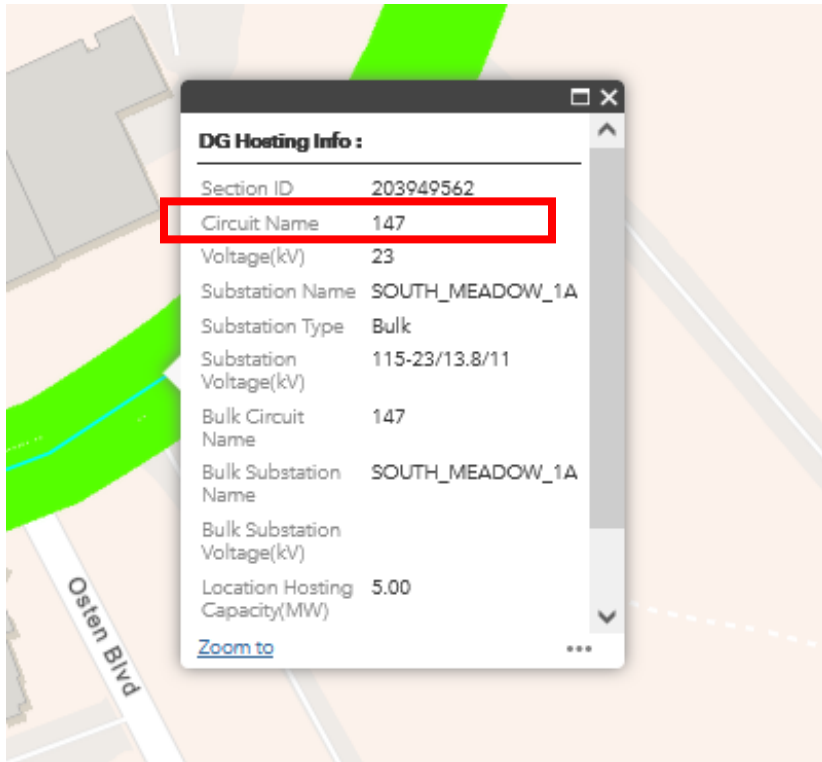 DG Hosting Info :
Section ID 203949562
Circuit Name 147
Voltage(kV) 23
Substation Name SOUTH_MEADOW_1A
Substation Type Bulk
Substation 115-23/13.8/11
Voltage(kV)
Bulk Circuit 147
Name
Bulk Substation SOUTH_MEADOW_1A
Name
Bulk Substation
Voltage(kV)
Location Hosting 5.00
Capacity(MW)
Zoom to
Osten Blvd